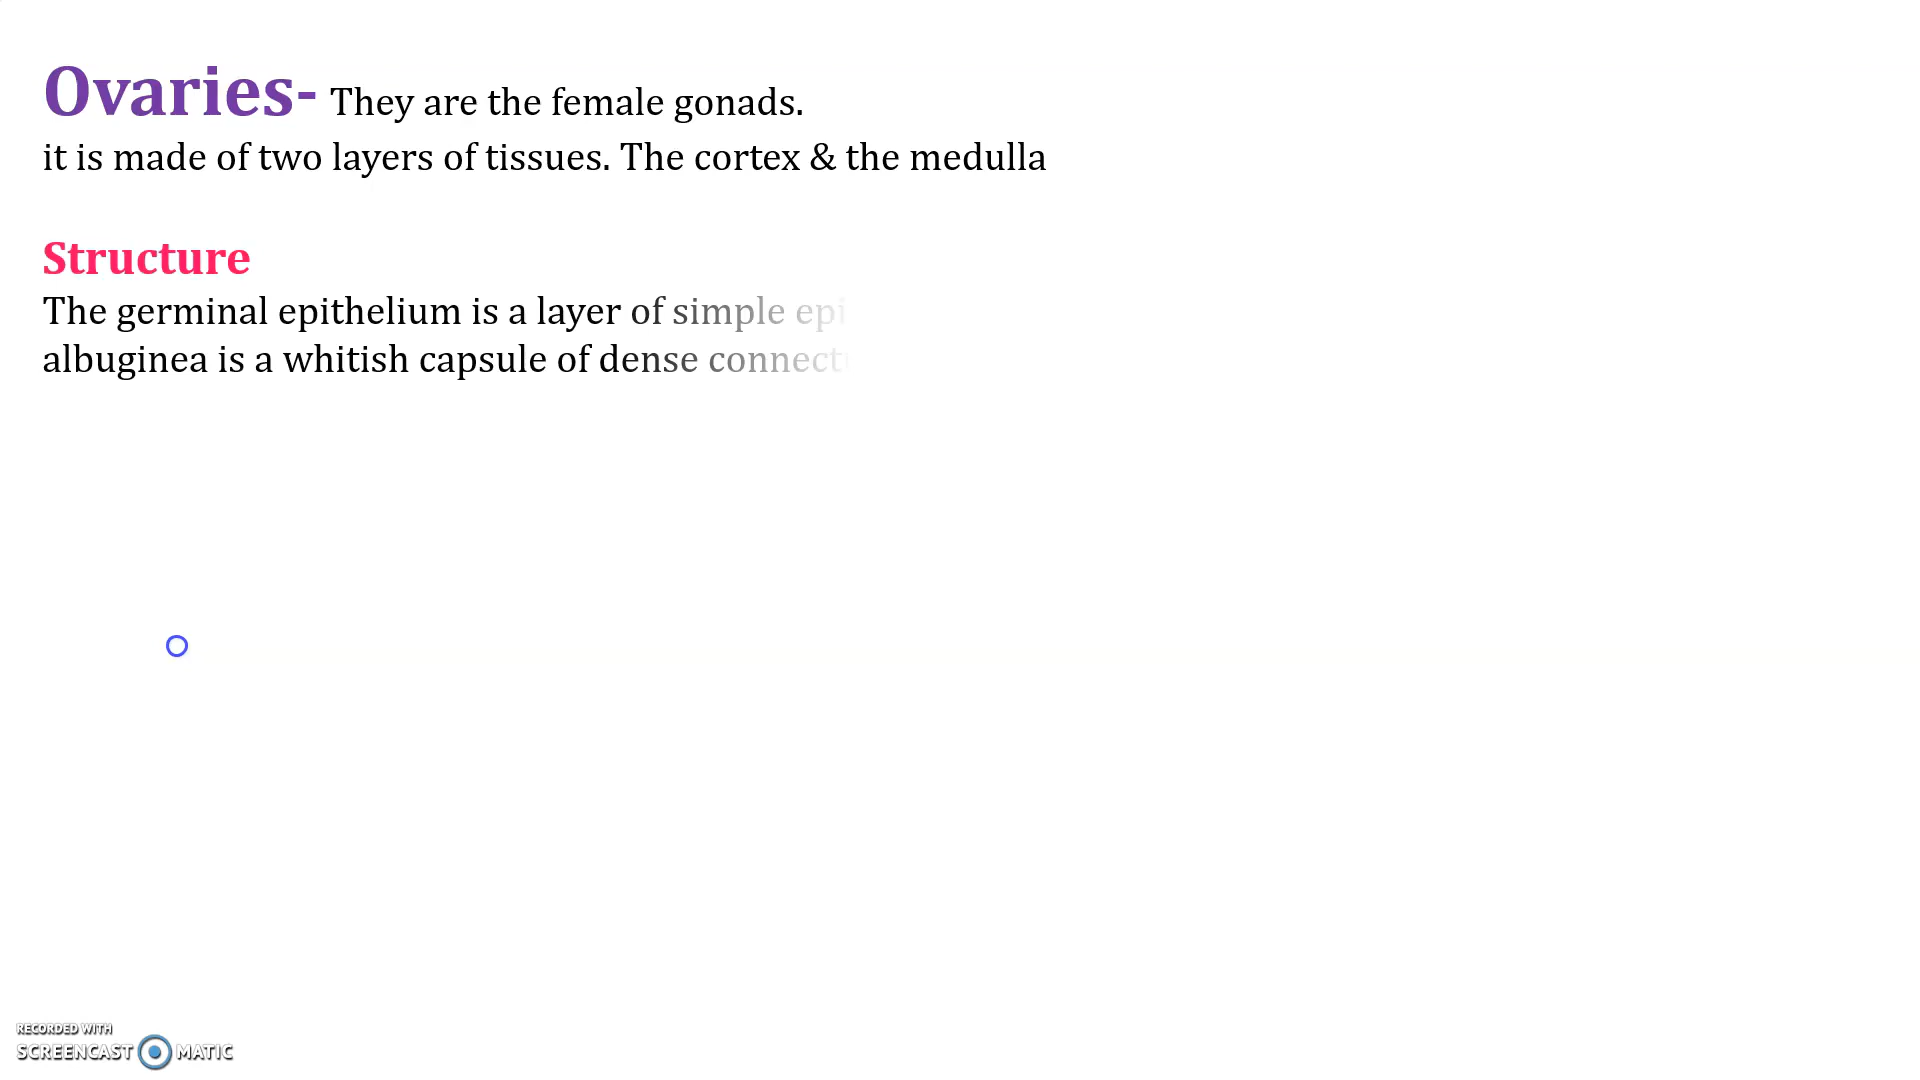 Ovaries- They are the female gonads.
it is made of two layers of tissues. The cortex & the medulla
Structure
The germinal epithelium is a layer of simple
albuginea is a whitish capsule of dense
RECORDED WITH
SCREENCAST MATIC